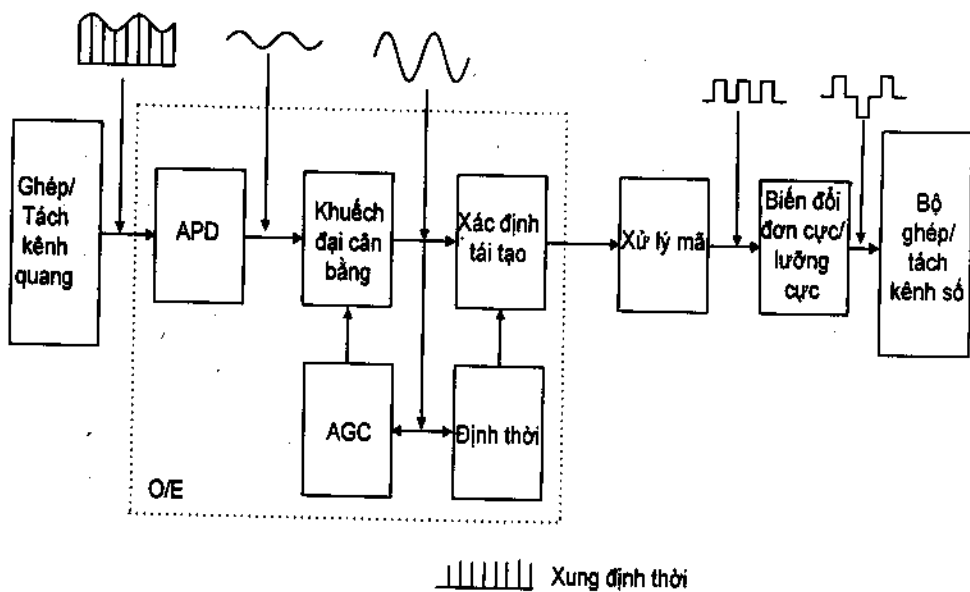 Ghép/
Tách
kênh
quang
APD
Khuếch
đại cân
bằng
Xác định
tái tạo
Xử lý mã
Biến đổi
đơn cực/
lưỡng
cực
Bộ
ghép/
tách
kênh số
AGC
Định thời
O/E
Xung định thời